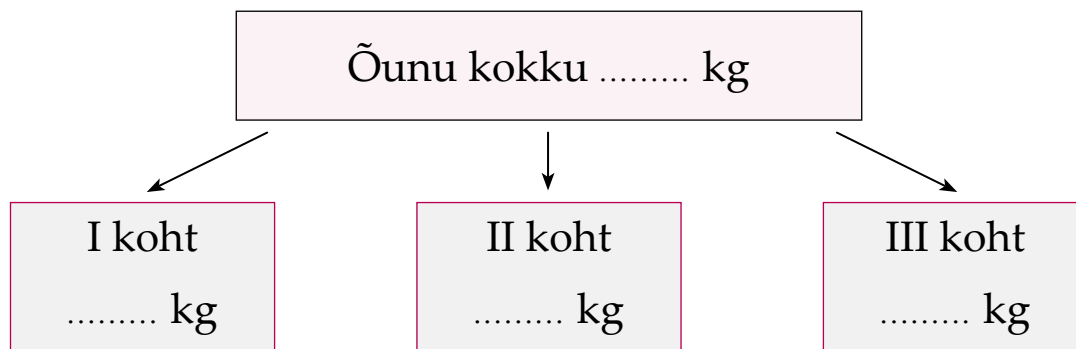 Õunu kokku ......... kg
I koht
......... kg
II koht
......... kg
III koht
......... kg